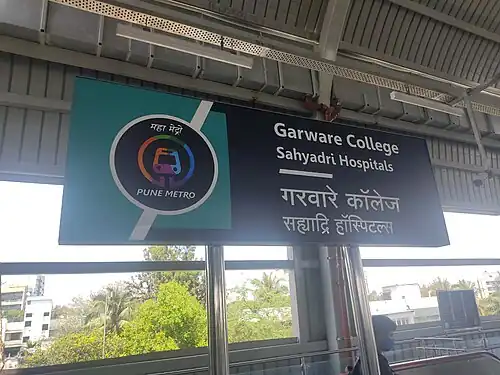 महा मेट्रो
PUNE METRO
Garware College
Sahyadri Hospitals
गरवारे कॉलेज
सह्याद्रि हॉस्पिटल्स